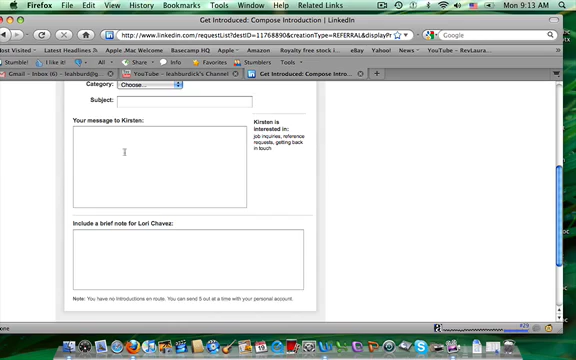 Firefox File Edit View History Bookmarks Tools Window Help Related Links Mon 9:13 AM
Get Introduced: Compose Introduction | LinkedIn
http://www.linkedin.com/requestList?destID=11768890&creationType=REFERRAL&displayPr Google
Most Visited Latest Headlines Apple .Mac Welcome Basecamp HQ Apple Amazon Royalty free stock i... eBay Yahoo! News YouTube - RevLaura...
Stumble! I like it! All Share Info Favorites Stumblers Tools
Gmail - Inbox (6) - leahburd@g... YouTube - leahburdick's Channel Get Introduced: Compose Int...
Category: Choose...
Subject:
Your message to Kirsten:
Kirsten is
interested in:
job inquiries, reference
requests, getting back
in touch
Include a brief note for Lori Chavez:
Note: You have no Introductions en route. You can send 5 out at a time with your personal account.
#29